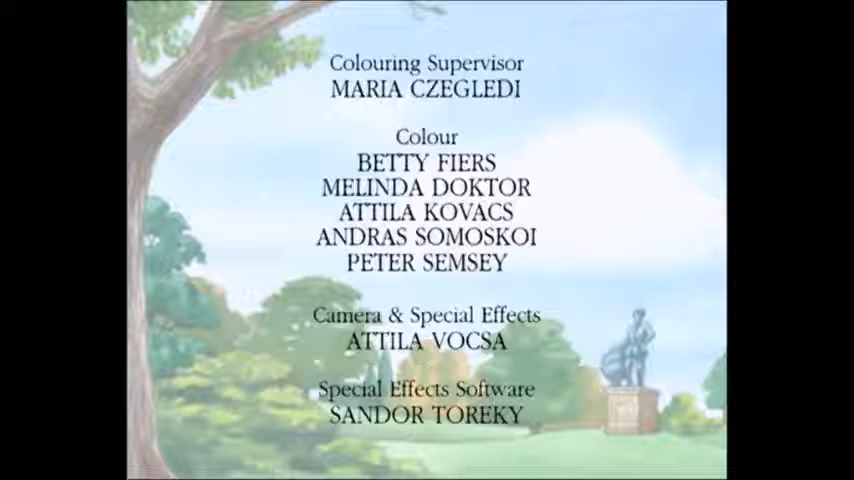 Colouring Supervisor
MARIA CZEGLEDI
Colour
BETTY FIERS
MELINDA DOKTOR
ATTILA KOVACS
ANDRAS SOMOSKOI
PETER SEMSEY
Camera & Special Effects
ATTILA VOCSA
Special Effects Software
SANDOR TOREKY